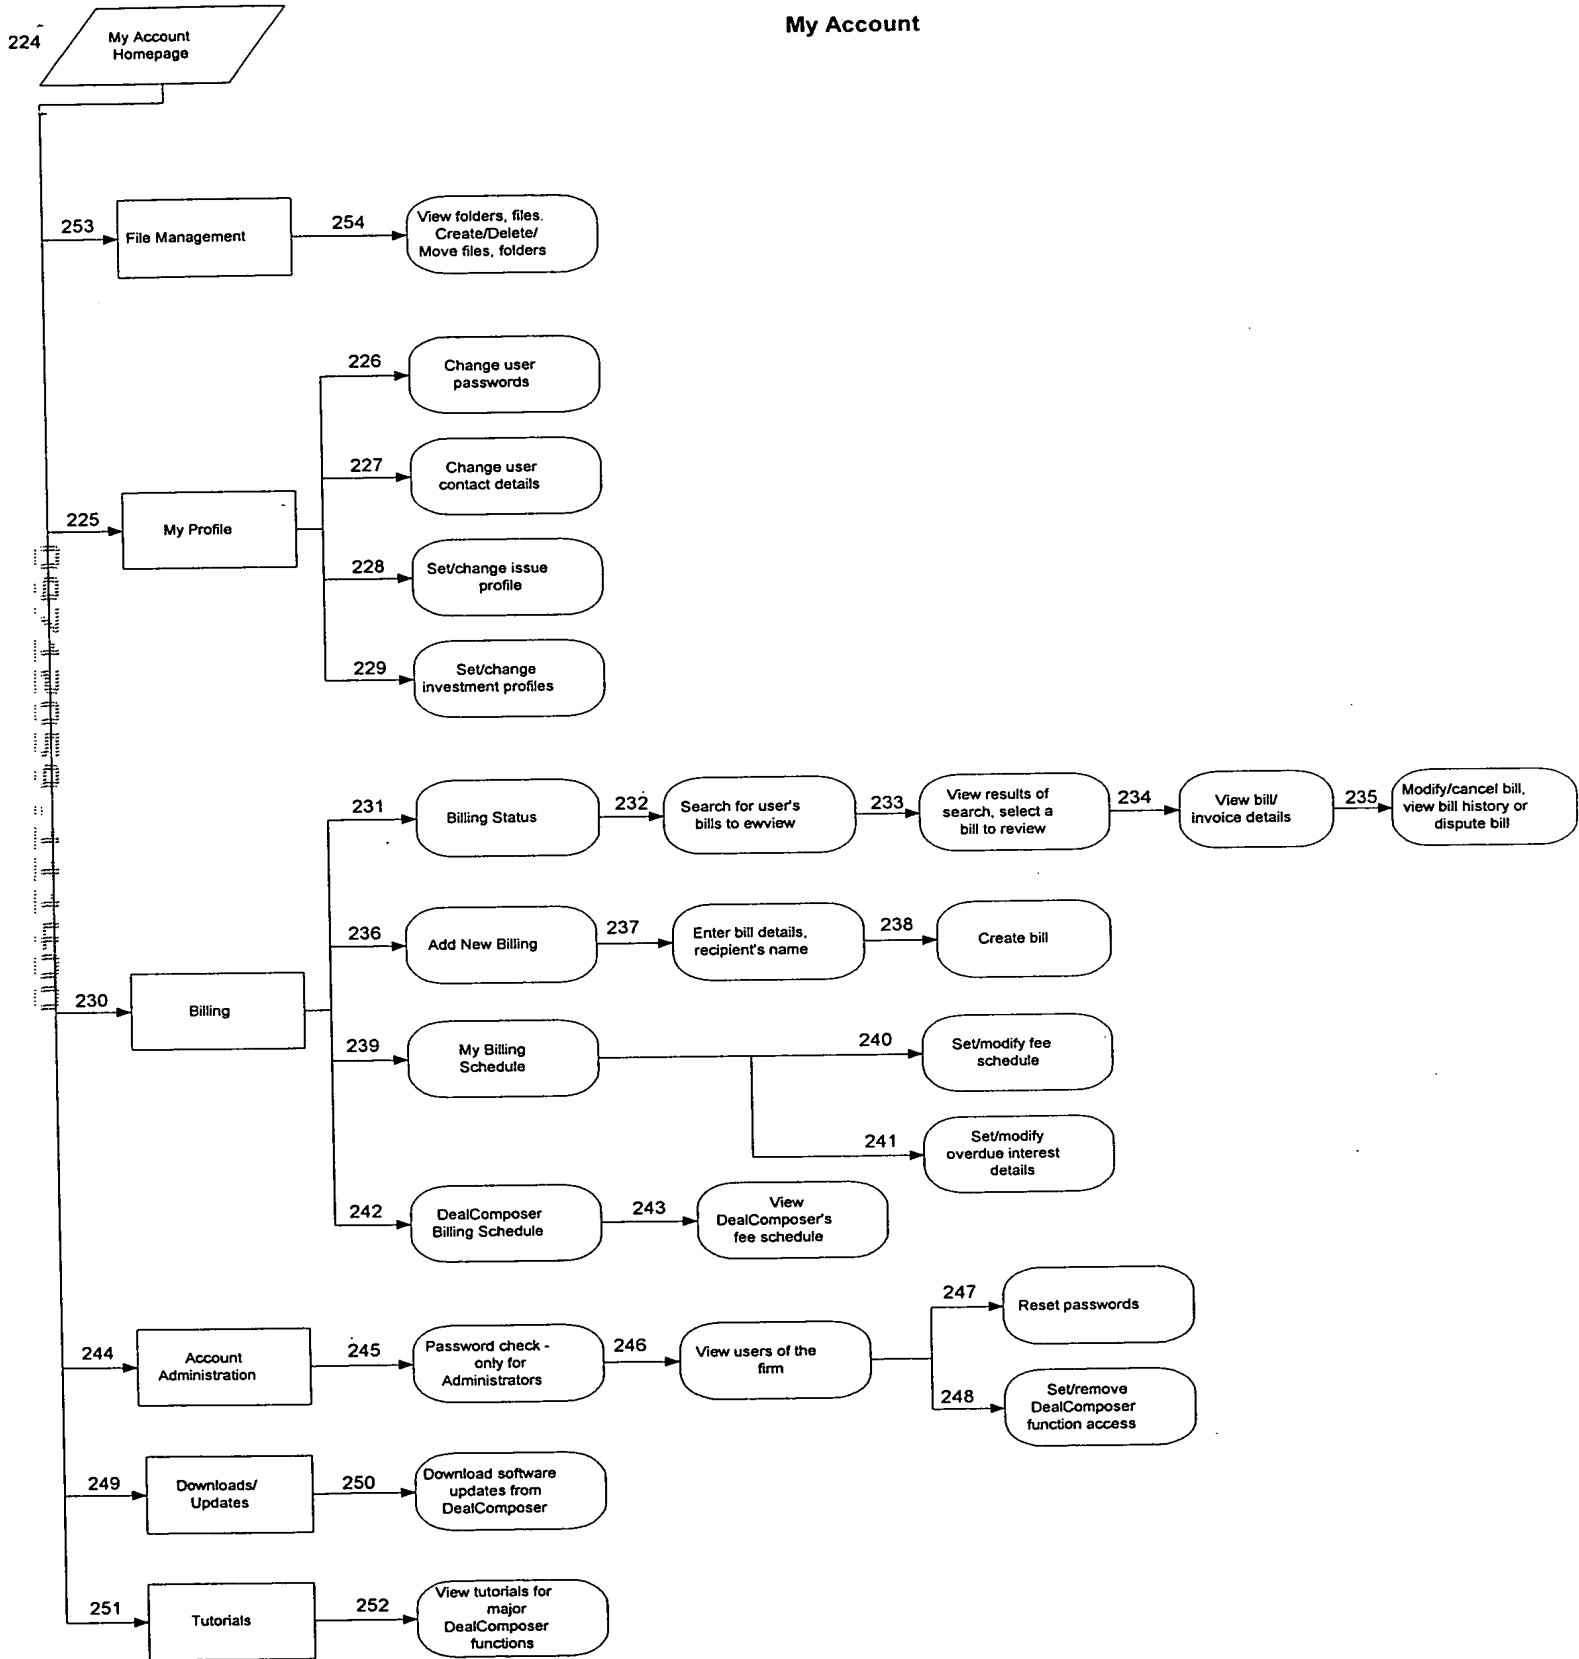 My Account
224
My Account
Homepage
253
File Management
254
View folders, files.
Create/Delete/
Move files, folders
225
My Profile
226
Change user
passwords
227
Change user
contact details
228
Set/change issue
profile
229
Set/change
investment profiles
230
Billing
231
Billing Status
232
Search for user's
bills to ewview
233
View results of
search, select a
bill to review
234
View bill/
invoice details
235
Modify/cancel bill,
view bill history or
dispute bill
236
Add New Billing
237
Enter bill details,
recipient's name
238
Create bill
239
My Billing
Schedule
240
Set/modify fee
schedule
241
Set/modify
overdue interest
details
242
DealComposer
Billing Schedule
243
View
DealComposer's
fee schedule
244
Account
Administration
245
Password check -
only for
Administrators
246
View users of the
firm
247
Reset passwords
248
Set/remove
DealComposer
function access
249
Downloads/
Updates
250
Download software
updates from
DealComposer
251
Tutorials
252
View tutorials for
major
DealComposer
functions